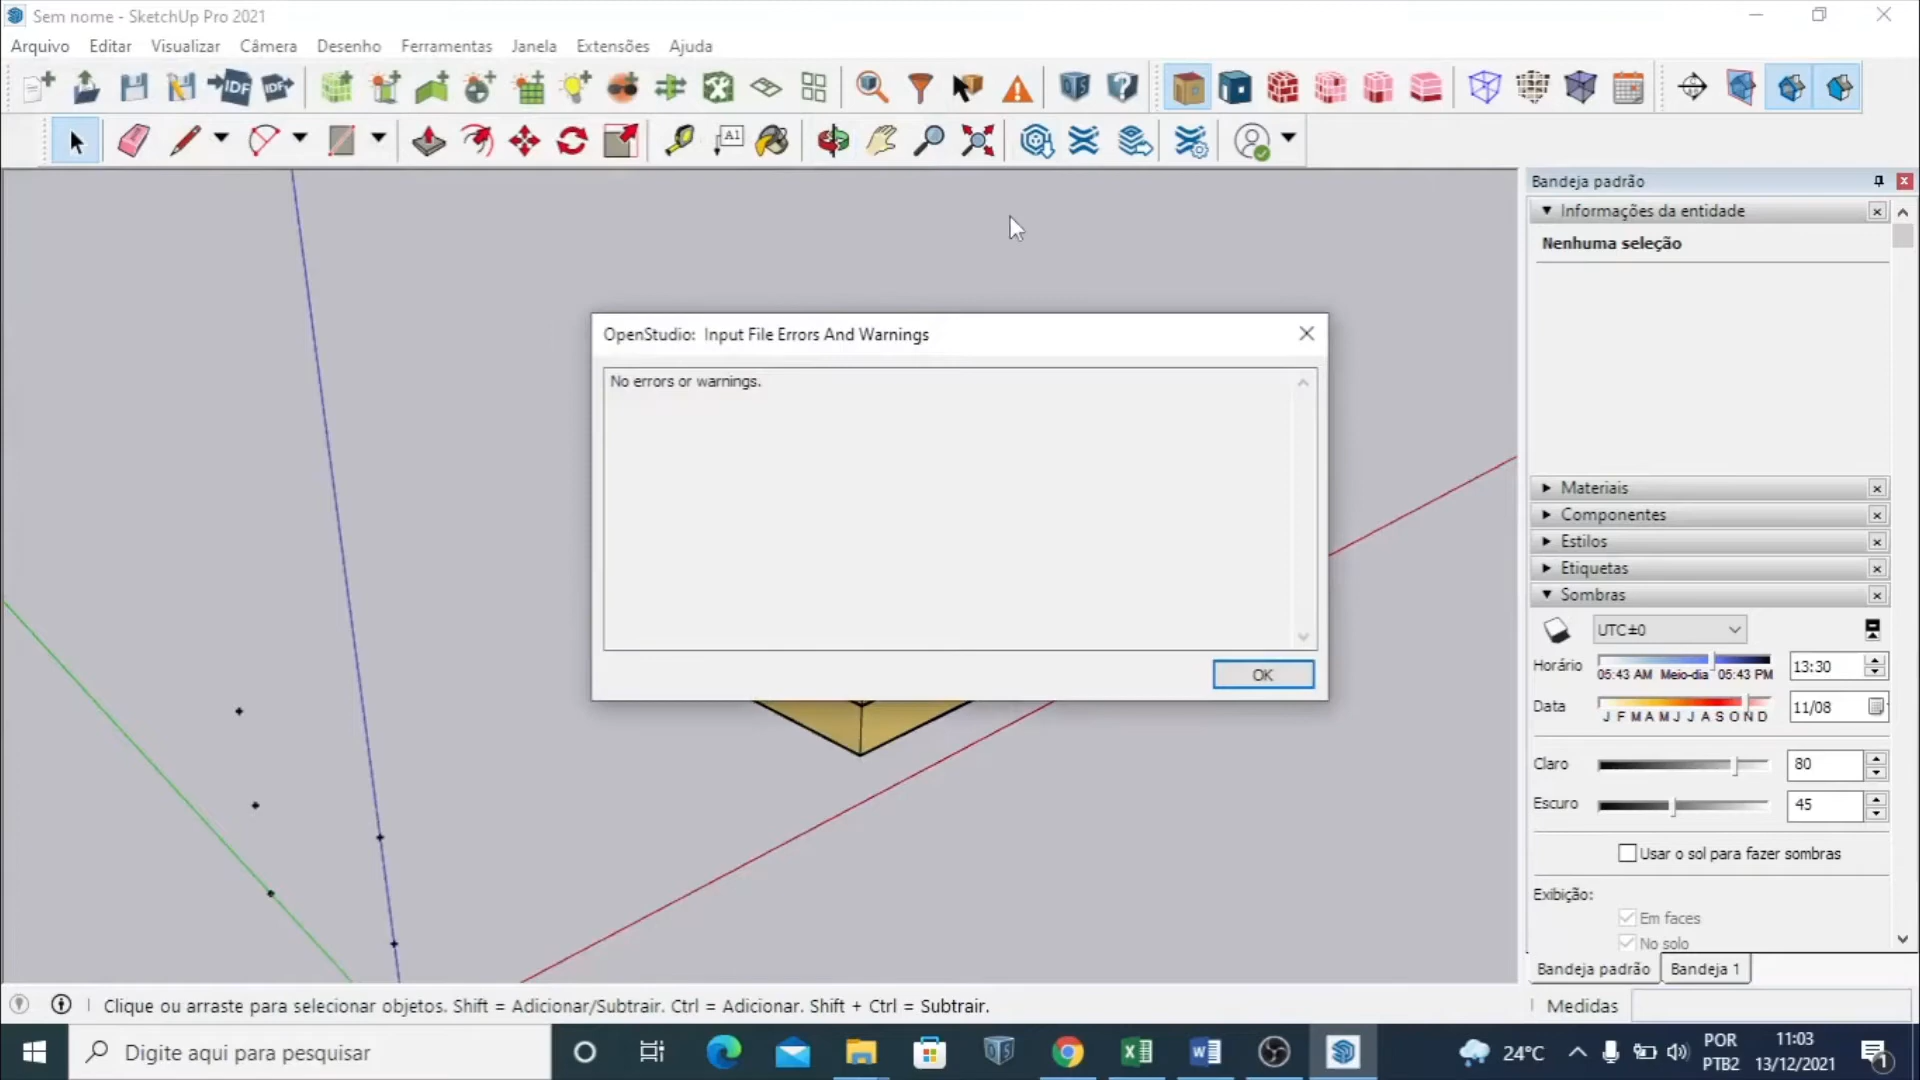 Sem nome - SketchUp Pro 2021
Arquivo Editar Visualizar Câmera Desenho Ferramentas Janela Extensões Ajuda
IDF IDF
A1
Bandeja padrão
Informações da entidade
Nenhuma seleção
OpenStudio: Input File Errors And Warnings
No errors or warnings.
OK
Materiais
Componentes
Estilos
Etiquetas
Sombras
UTC±0
Horário 13:30
05:43 AM Meio-dia 05:43 PM
Data 11/08
J F M A M J J A S O N D
Claro 80
Escuro 45
Usar o sol para fazer sombras
Exibição:
Em faces
No solo
Bandeja padrão Bandeja 1
Clique ou arraste para selecionar objetos. Shift = Adicionar/Subtrair. Ctrl = Adicionar. Shift + Ctrl = Subtrair.
Medidas
Digite aqui para pesquisar
24°C
POR
PTB2
11:03
13/12/2021
1